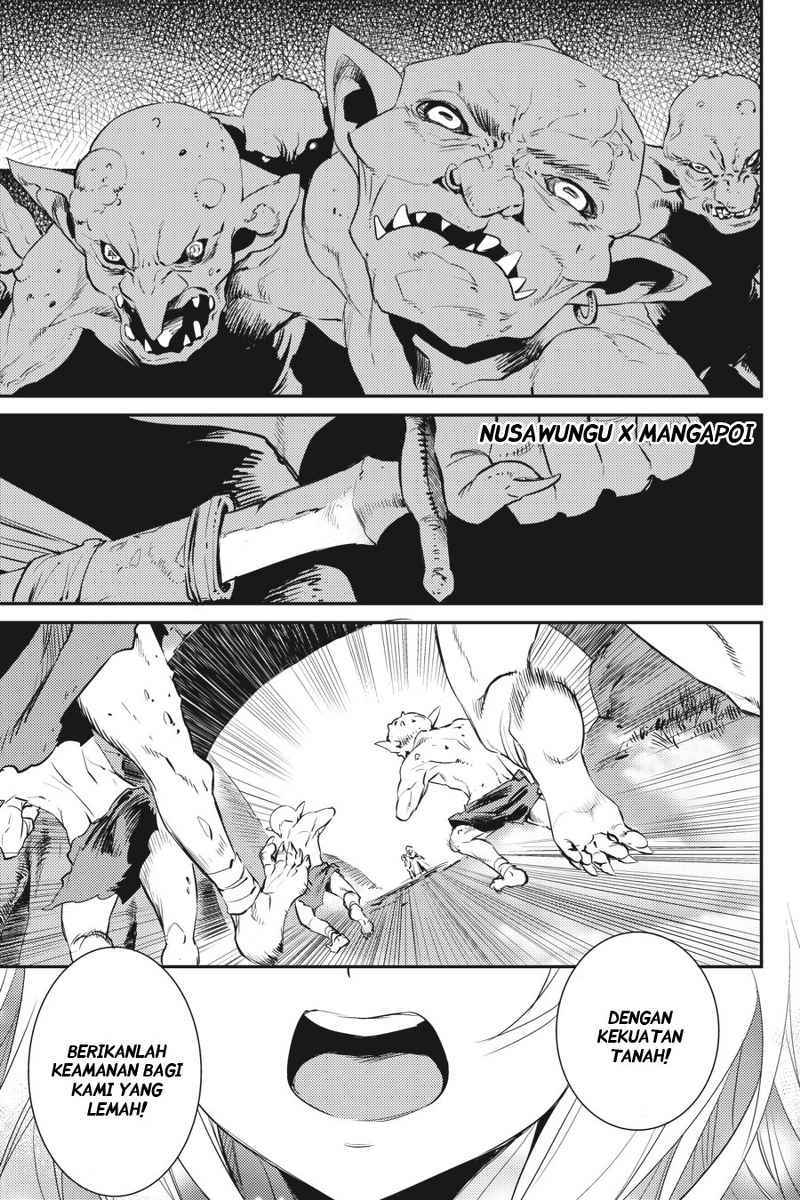 NUSAWUNGU X MANGAPOI
DENGAN
KEKUATAN
TANAH!
BERIKANLAH
KEAMANAN BAGI
KAMI YANG
LEMAH!